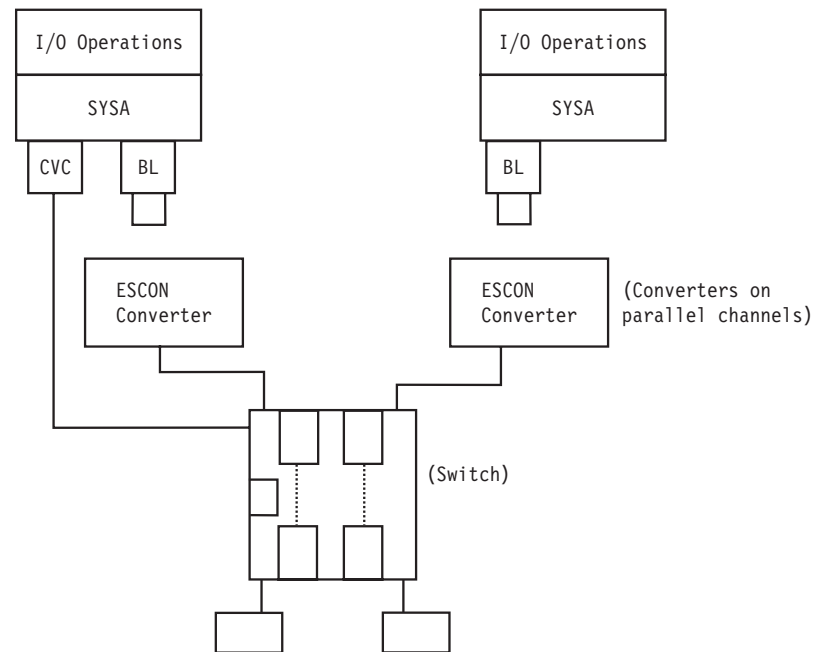 I/O Operations
I/O Operations
SYSA
SYSA
CVC
BL
BL
ESCON
Converter
ESCON
Converter
(Converters on
parallel channels)
(Switch)